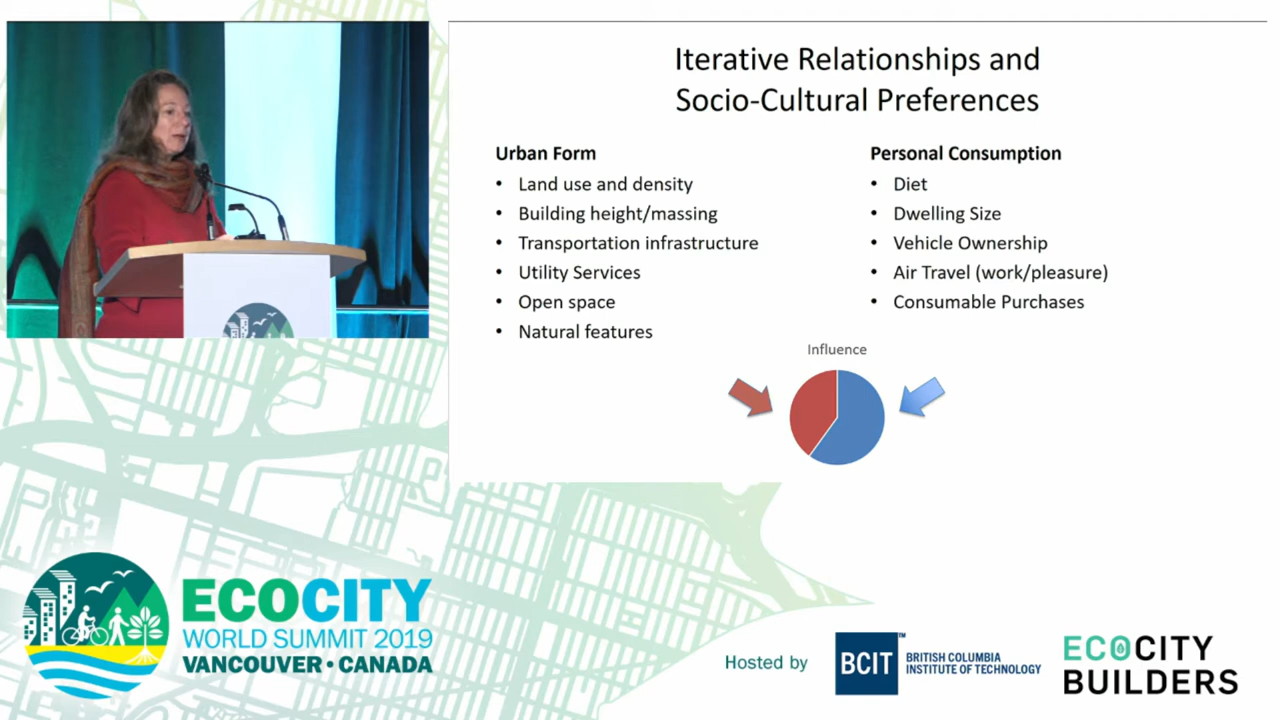 Iterative Relationships and
Socio-Cultural Preferences
Urban Form
• Land use and density
• Building height/massing
• Transportation infrastructure
• Utility Services
• Open space
• Natural features
Personal Consumption
• Diet
• Dwelling Size
• Vehicle Ownership
• Air Travel (work/pleasure)
• Consumable Purchases
Influence
ECOCITY
WORLD SUMMIT 2019
VANCOUVER • CANADA
Hosted by
BCIT™
BRITISH COLUMBIA
INSTITUTE OF TECHNOLOGY
ECOCITY
BUILDERS